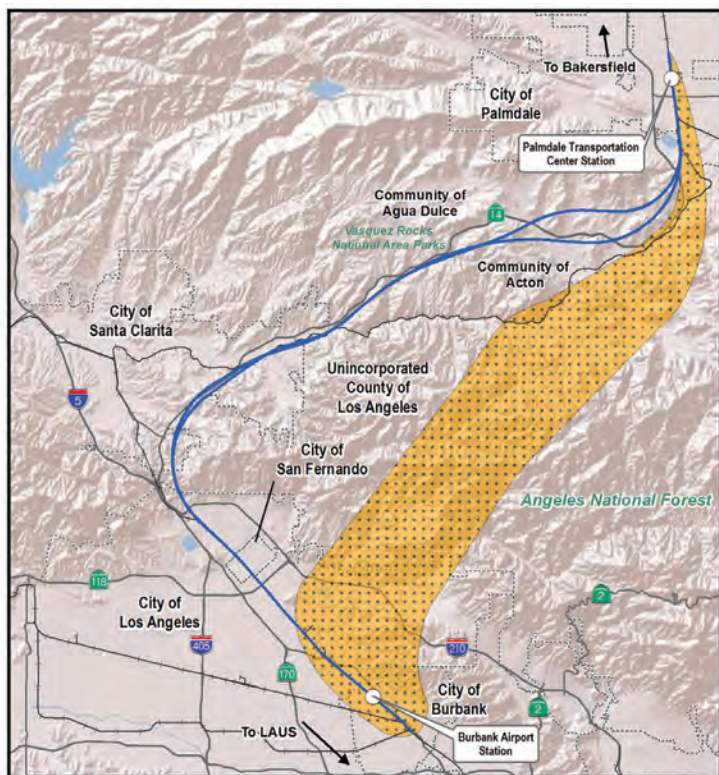 To Bakersfield
City of
Palmdale
Palmdale Transportation
Center Station
Community of
Agua Dulce
14
Vasquez Rocks
National Area Parks
Community of
Acton
City of
Santa Clarita
Unincorporated
County of
Los Angeles
5
City of
San Fernando
Angeles National Forest
118
2
City of
Los Angeles
405
210
170
City of
Burbank
2
To LAUS
Burbank Airport
Station